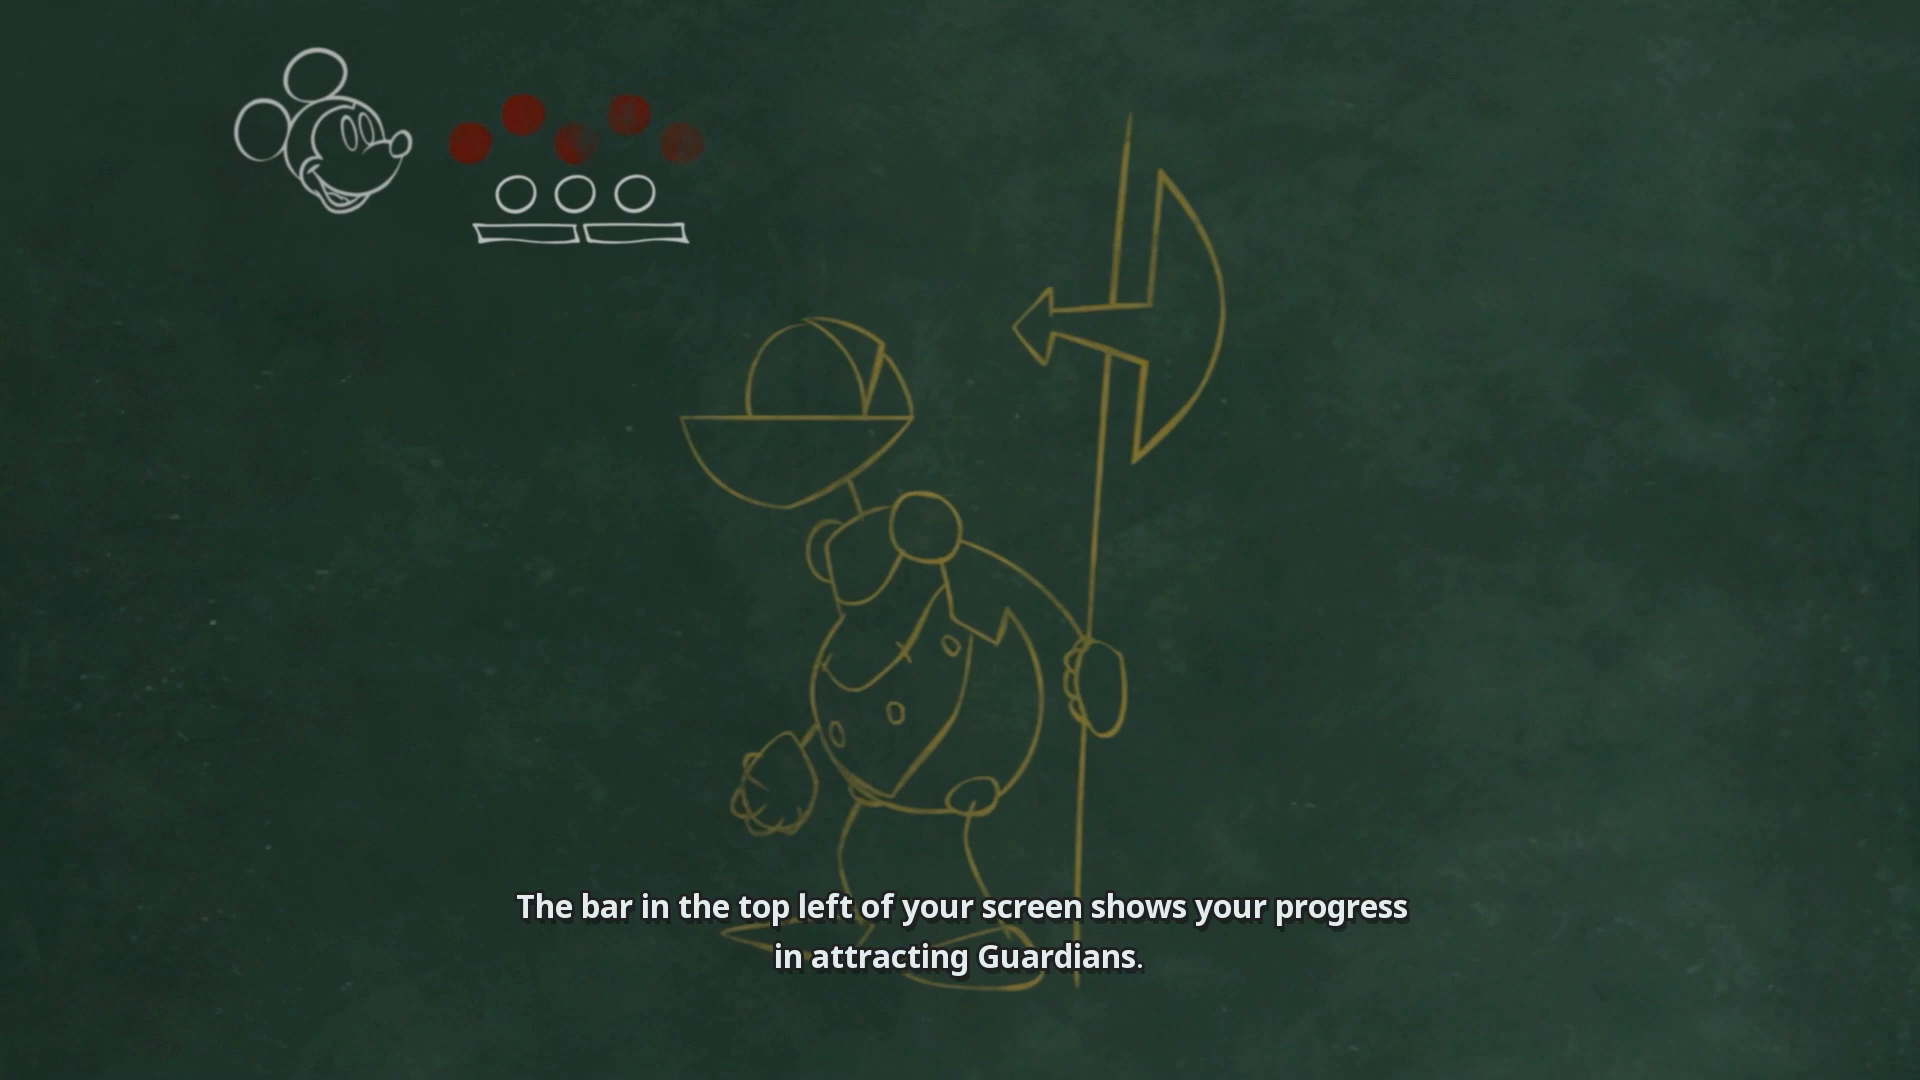 The bar in the top left of your screen shows your progress
in attracting Guardians.